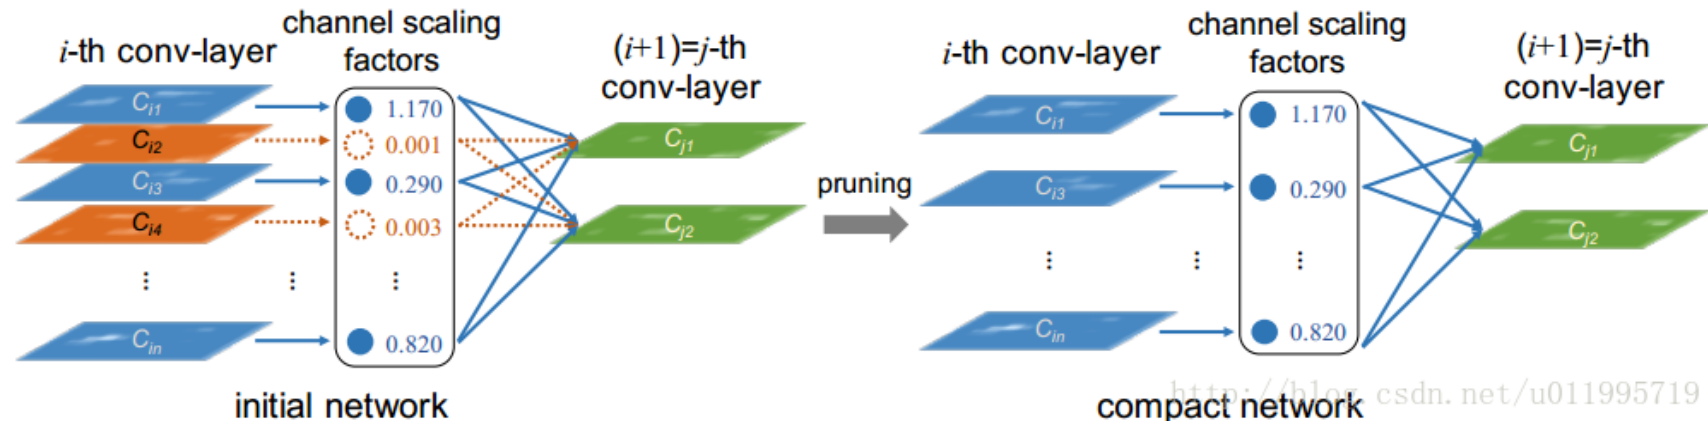 i-th conv-layer
channel scaling
factors
(i+1)=j-th
conv-layer
Ci1
1.170
Ci2
0.001
Cj1
Ci3
0.290
Ci4
0.003
Cj2
...
...
...
Cin
0.820
initial network
pruning
i-th conv-layer
channel scaling
factors
(i+1)=j-th
conv-layer
Ci1
1.170
Cj1
Ci3
0.290
Cj2
...
...
...
Cin
0.820
compact network
http://blog.csdn.net/u011995719